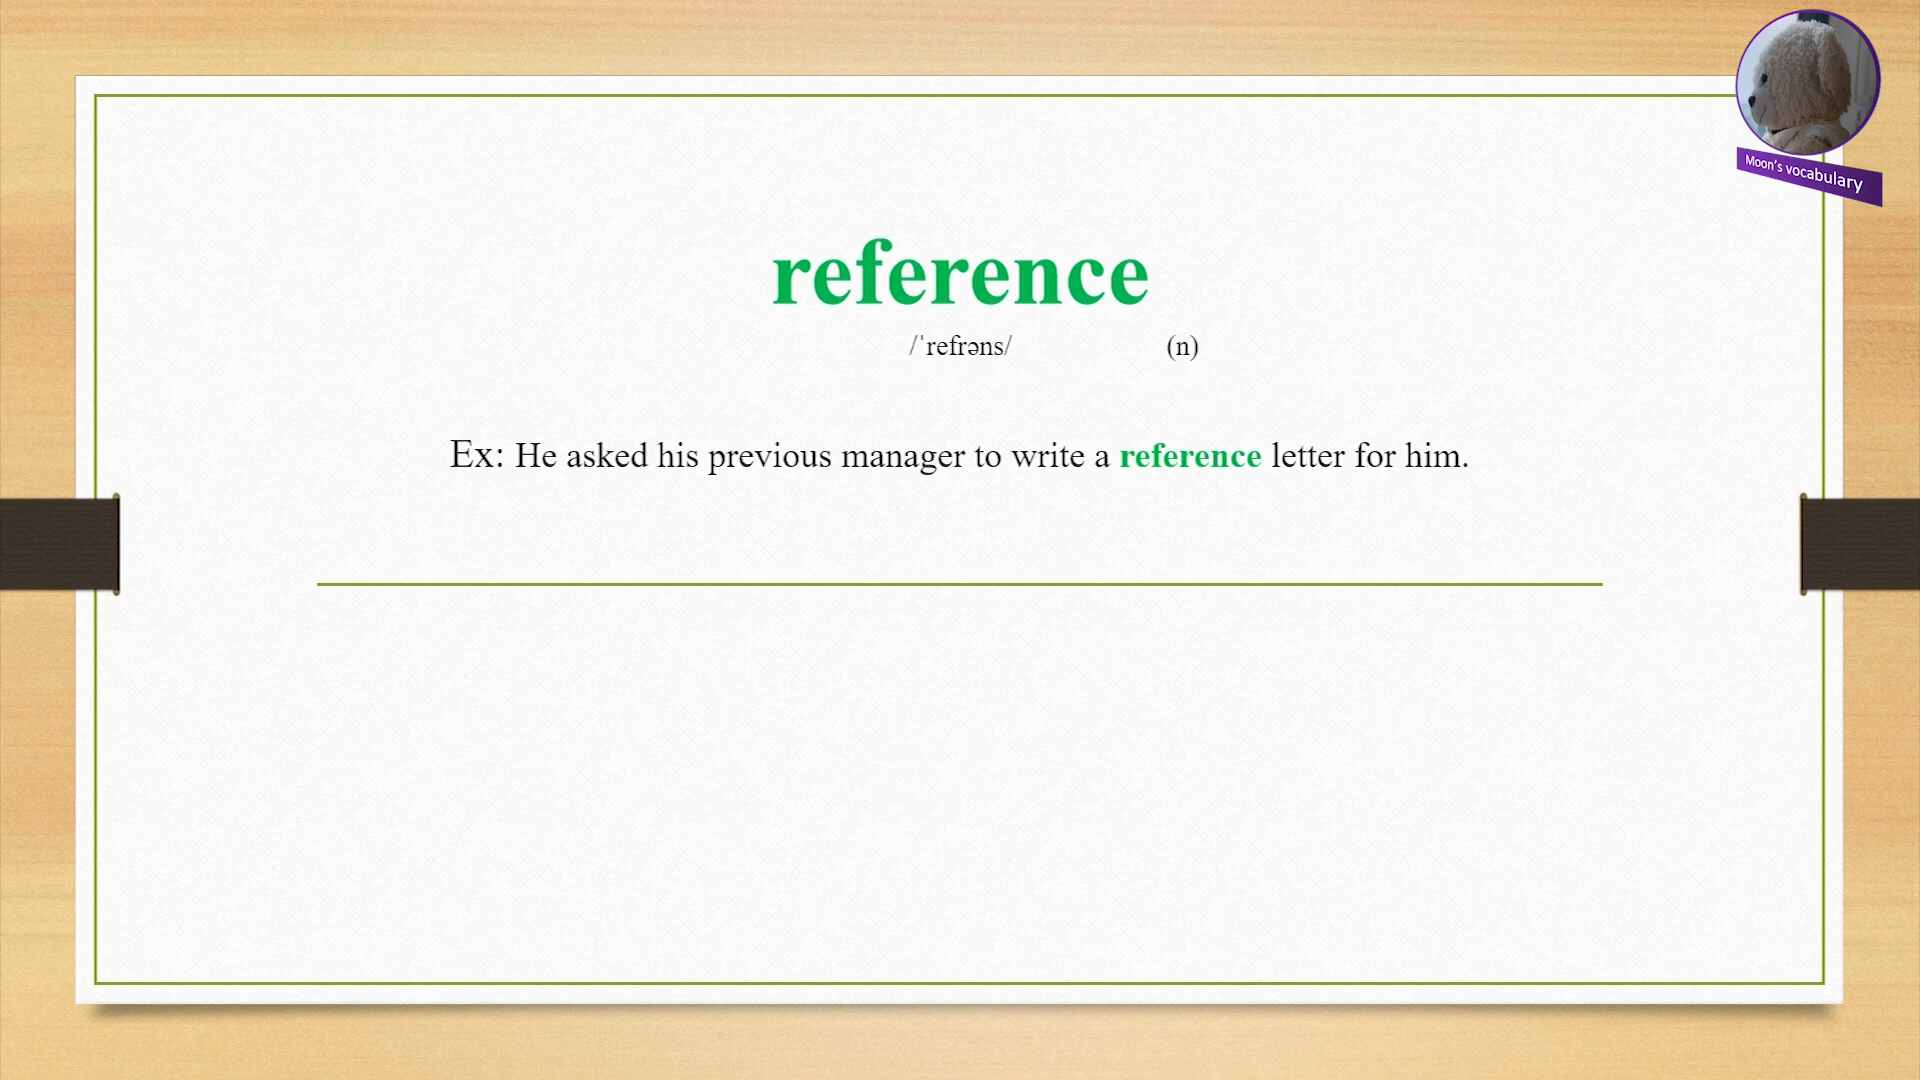 Moon's vocabulary
reference
/ˈrefrəns/ (n)
Ex: He asked his previous manager to write a reference letter for him.